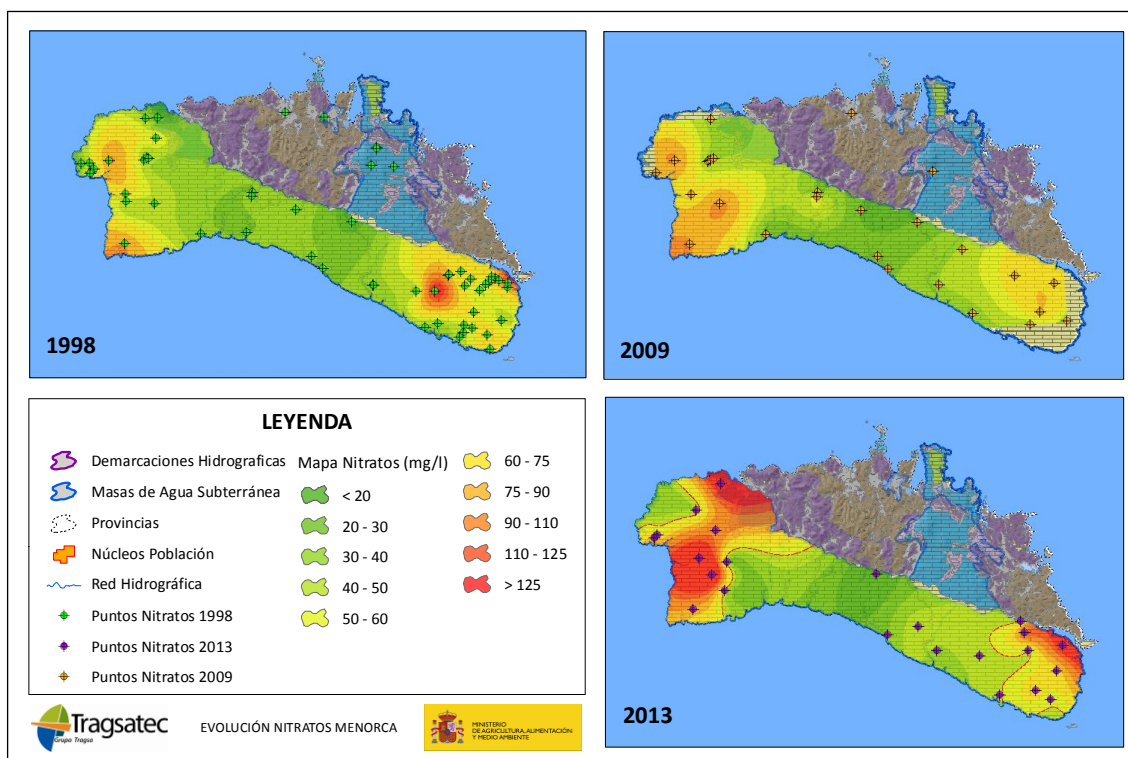 1998
2009
LEYENDA
Demarcaciones Hidrograficas
Masas de Agua Subterránea
Provincias
Núcleos Población
Red Hidrográfica
Puntos Nitratos 1998
Puntos Nitratos 2013
Puntos Nitratos 2009
Mapa Nitratos (mg/l)
< 20
20 - 30
30 - 40
40 - 50
50 - 60
60 - 75
75 - 90
90 - 110
110 - 125
> 125
2013
Tragsatec
Grupo Tragsa
EVOLUCIÓN NITRATOS MENORCA
MINISTERIO
DE AGRICULTURA, ALIMENTACIÓN
Y MEDIO AMBIENTE